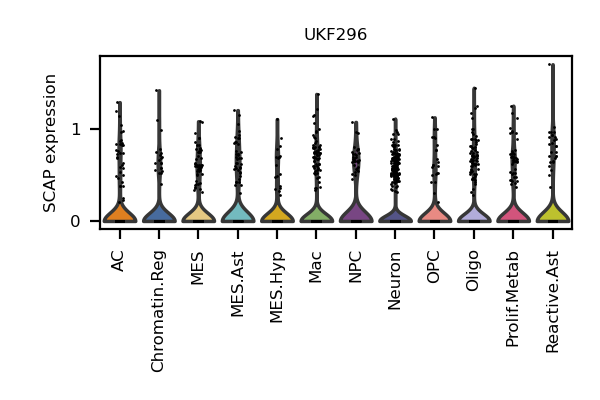 UKF296
SCAP expression
1
0
AC
Chromatin.Reg
MES
MES.Ast
MES.Hyp
Mac
NPC
Neuron
OPC
Oligo
Prolif.Metab
Reactive.Ast